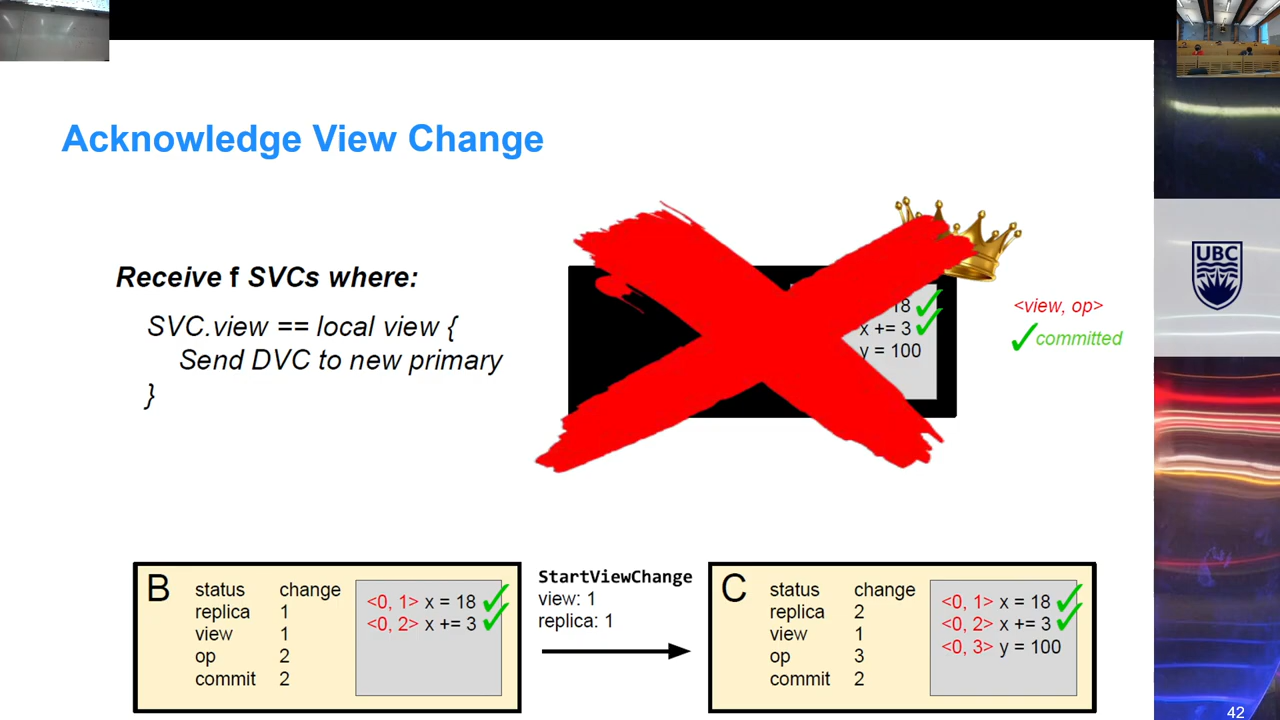 Acknowledge View Change
Receive f SVCs where:
SVC.view == local view {
Send DVC to new primary
}
18
x += 3
y = 100
<view, op>
committed
UBC
B
status change
replica 1
view 1
op 2
commit 2
<0, 1> x = 18
<0, 2> x += 3
StartViewChange
view: 1
replica: 1
C
status change
replica 2
view 1
op 3
commit 2
<0, 1> x = 18
<0, 2> x += 3
<0, 3> y = 100
42